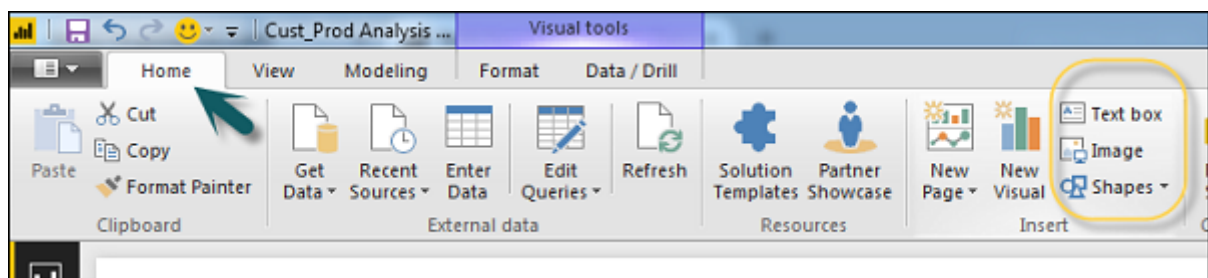 Cust_Prod Analysis ...
Visual tools
Home
View
Modeling
Format
Data / Drill
Paste
Cut
Copy
Format Painter
Clipboard
Get Data
Recent Sources
Enter Data
Edit Queries
Refresh
External data
Solution Templates
Partner Showcase
Resources
New Page
New Visual
Text box
Image
Shapes
Insert